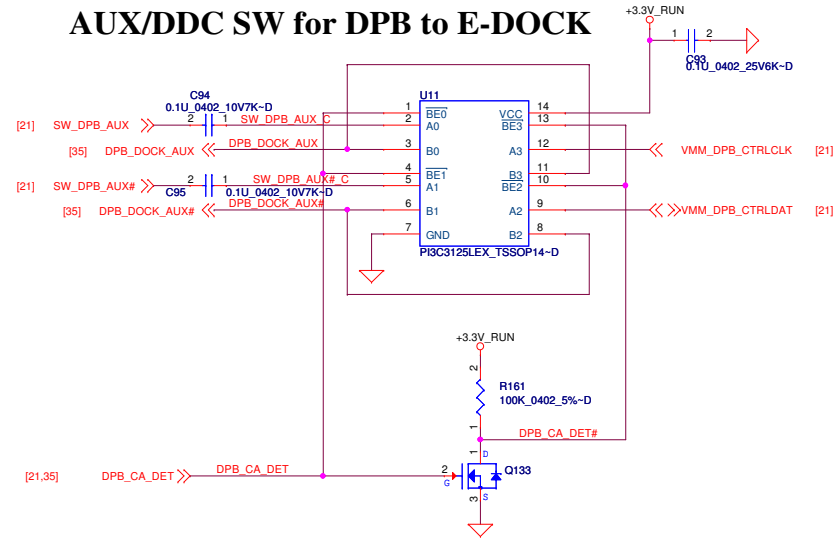 AUX/DDC SW for DPB to E-DOCK
+3.3V_RUN
1 2
C93
0.1U_0402_25V6K~D
C94
0.1U_0402_10V7K~D
U11
[21] SW_DPB_AUX 2 1 SW_DPB_AUX_C
[35] DPB_DOCK_AUX DPB_DOCK_AUX
[21] SW_DPB_AUX# 2 1 SW_DPB_AUX#_C
C95 0.1U_0402_10V7K~D
[35] DPB_DOCK_AUX# DPB_DOCK_AUX#
1 BE0 VCC 14
2 A0 BE3 13
3 B0 A3 12
4 BE1 B3 11
5 A1 BE2 10
6 B1 A2 9
7 GND B2 8
VMM_DPB_CTRLCLK [21]
VMM_DPB_CTRLDAT [21]
PI3C3125LEX_TSSOP14~D
+3.3V_RUN
2
R161
100K_0402_5%~D
1
DPB_CA_DET#
1 D
[21,35] DPB_CA_DET DPB_CA_DET 2 G
Q133
3 S